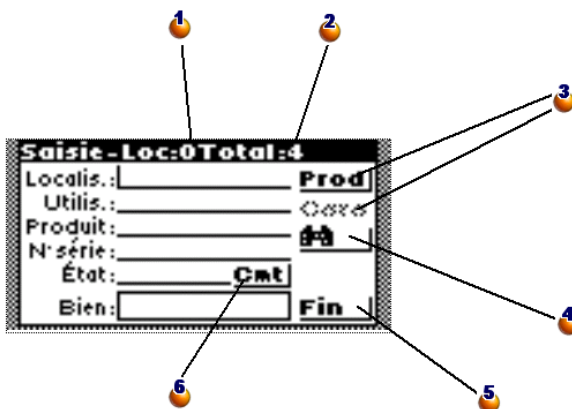 1 2
3
Saisie-Loc:0Total:4
Localis.: Prod
Utilis.: Cara
Produit:
N°série:
État: Cmt
4
Bien: Fin
6 5